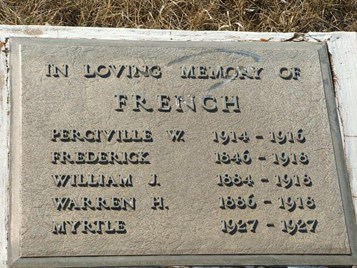 IN LOVING MEMORY OF
FRENCH
PERCIVILLE W. 1914 - 1916
FREDERICK 1846 - 1918
WILLIAM J. 1884 - 1918
WARREN H. 1886 - 1918
MYRTLE 1927 - 1927